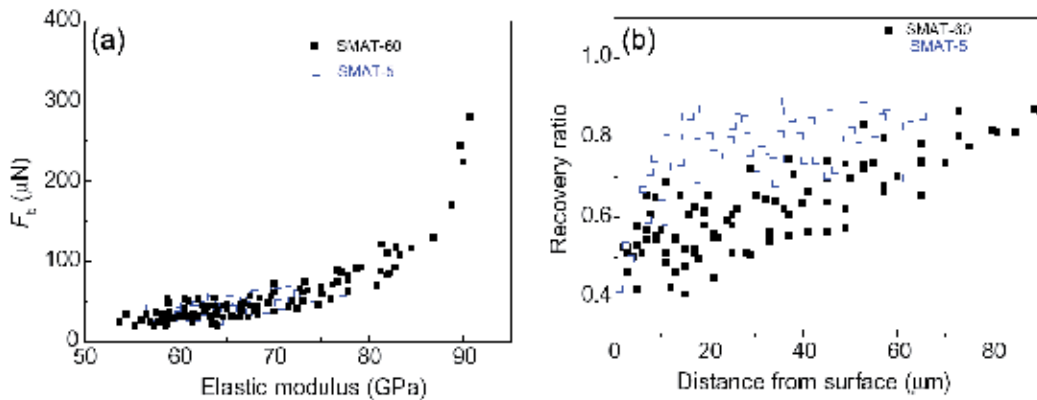 400
(a)
SMAT-60
SMAT-5
300
200
100
0
50
60
70
80
90
Elastic modulus (GPa)
(μN)
(b)
SMAT-60
SMAT-5
1.0
0.8
0.6
0.4
0
20
40
60
80
Distance from surface (μm)
Recovery ratio